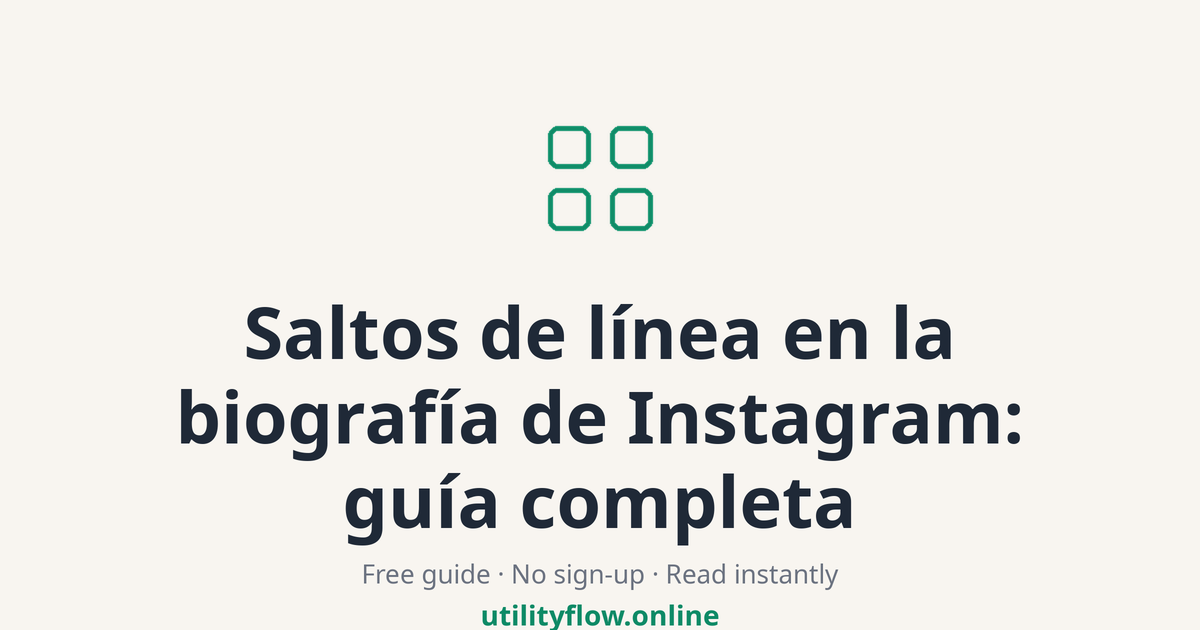 Saltos de línea en la
biografía de Instagram:
guía completa
Free guide · No sign-up · Read instantly
utilityflow.online